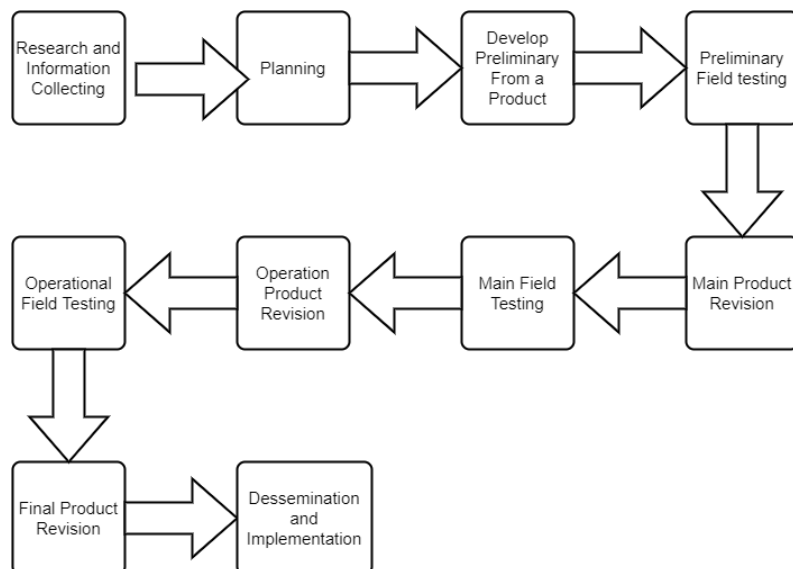 Research and
Information
Collecting
Planning
Develop
Preliminary
From a
Product
Preliminary
Field testing
Main Product
Revision
Main Field
Testing
Operation
Product
Revision
Operational
Field Testing
Final Product
Revision
Dessemination
and
Implementation